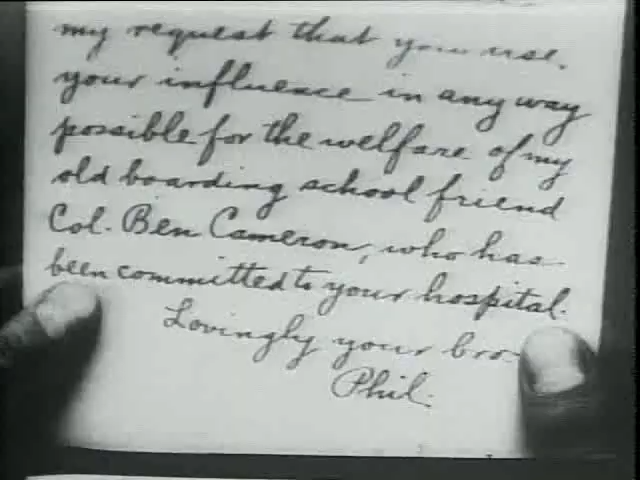 my request that you use
your influence in any way
possible for the welfare of my
old boarding school friend
Col. Ben Cameron, who has
been committed to your hospital.
Lovingly your bro-
Phil.